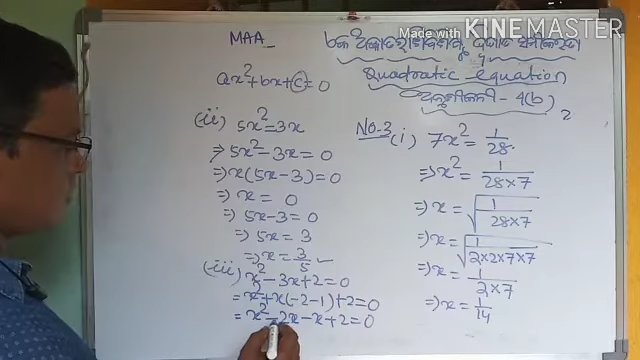 Made with KINEMASTER
MAA
Quadratic equation
ax² + bx + c = 0
ଅନୁଶୀଳନୀ - 4(b)
(ii) 5x² = 3x
⇒ 5x² - 3x = 0
⇒ x(5x - 3) = 0
⇒ x = 0
⇒ 5x - 3 = 0
⇒ 5x = 3
⇒ x = 3/5
(iii) x² - 3x + 2 = 0
= x² + x(-2-1) + 2 = 0
= x² - 2x - x + 2 = 0
No-3 (i) 7x² = 1/28
⇒ x² = 1/(28×7)
⇒ x = √(1/(28×7))
⇒ x = √(1/(2×2×7×7))
⇒ x = 1/(2×7)
⇒ x = 1/14